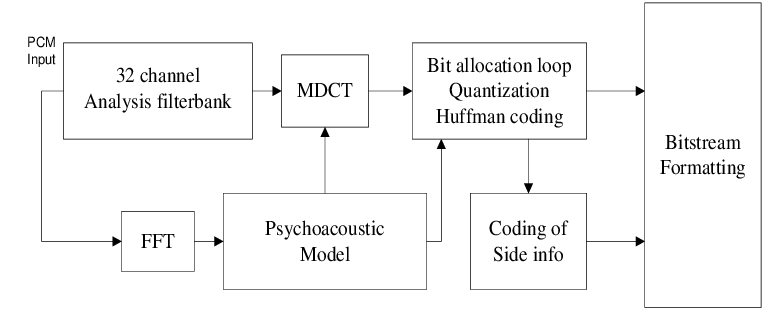 PCM
Input
32 channel
Analysis filterbank
MDCT
Bit allocation loop
Quantization
Huffman coding
Bitstream
Formatting
FFT
Psychoacoustic
Model
Coding of
Side info